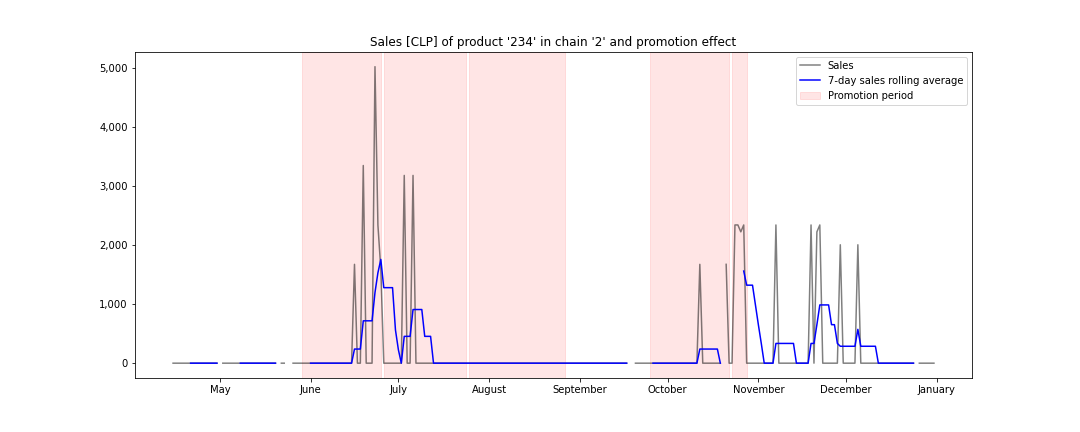 Sales [CLP] of product '234' in chain '2' and promotion effect
Sales
7-day sales rolling average
Promotion period
5,000
4,000
3,000
2,000
1,000
0
May June July August September October November December January